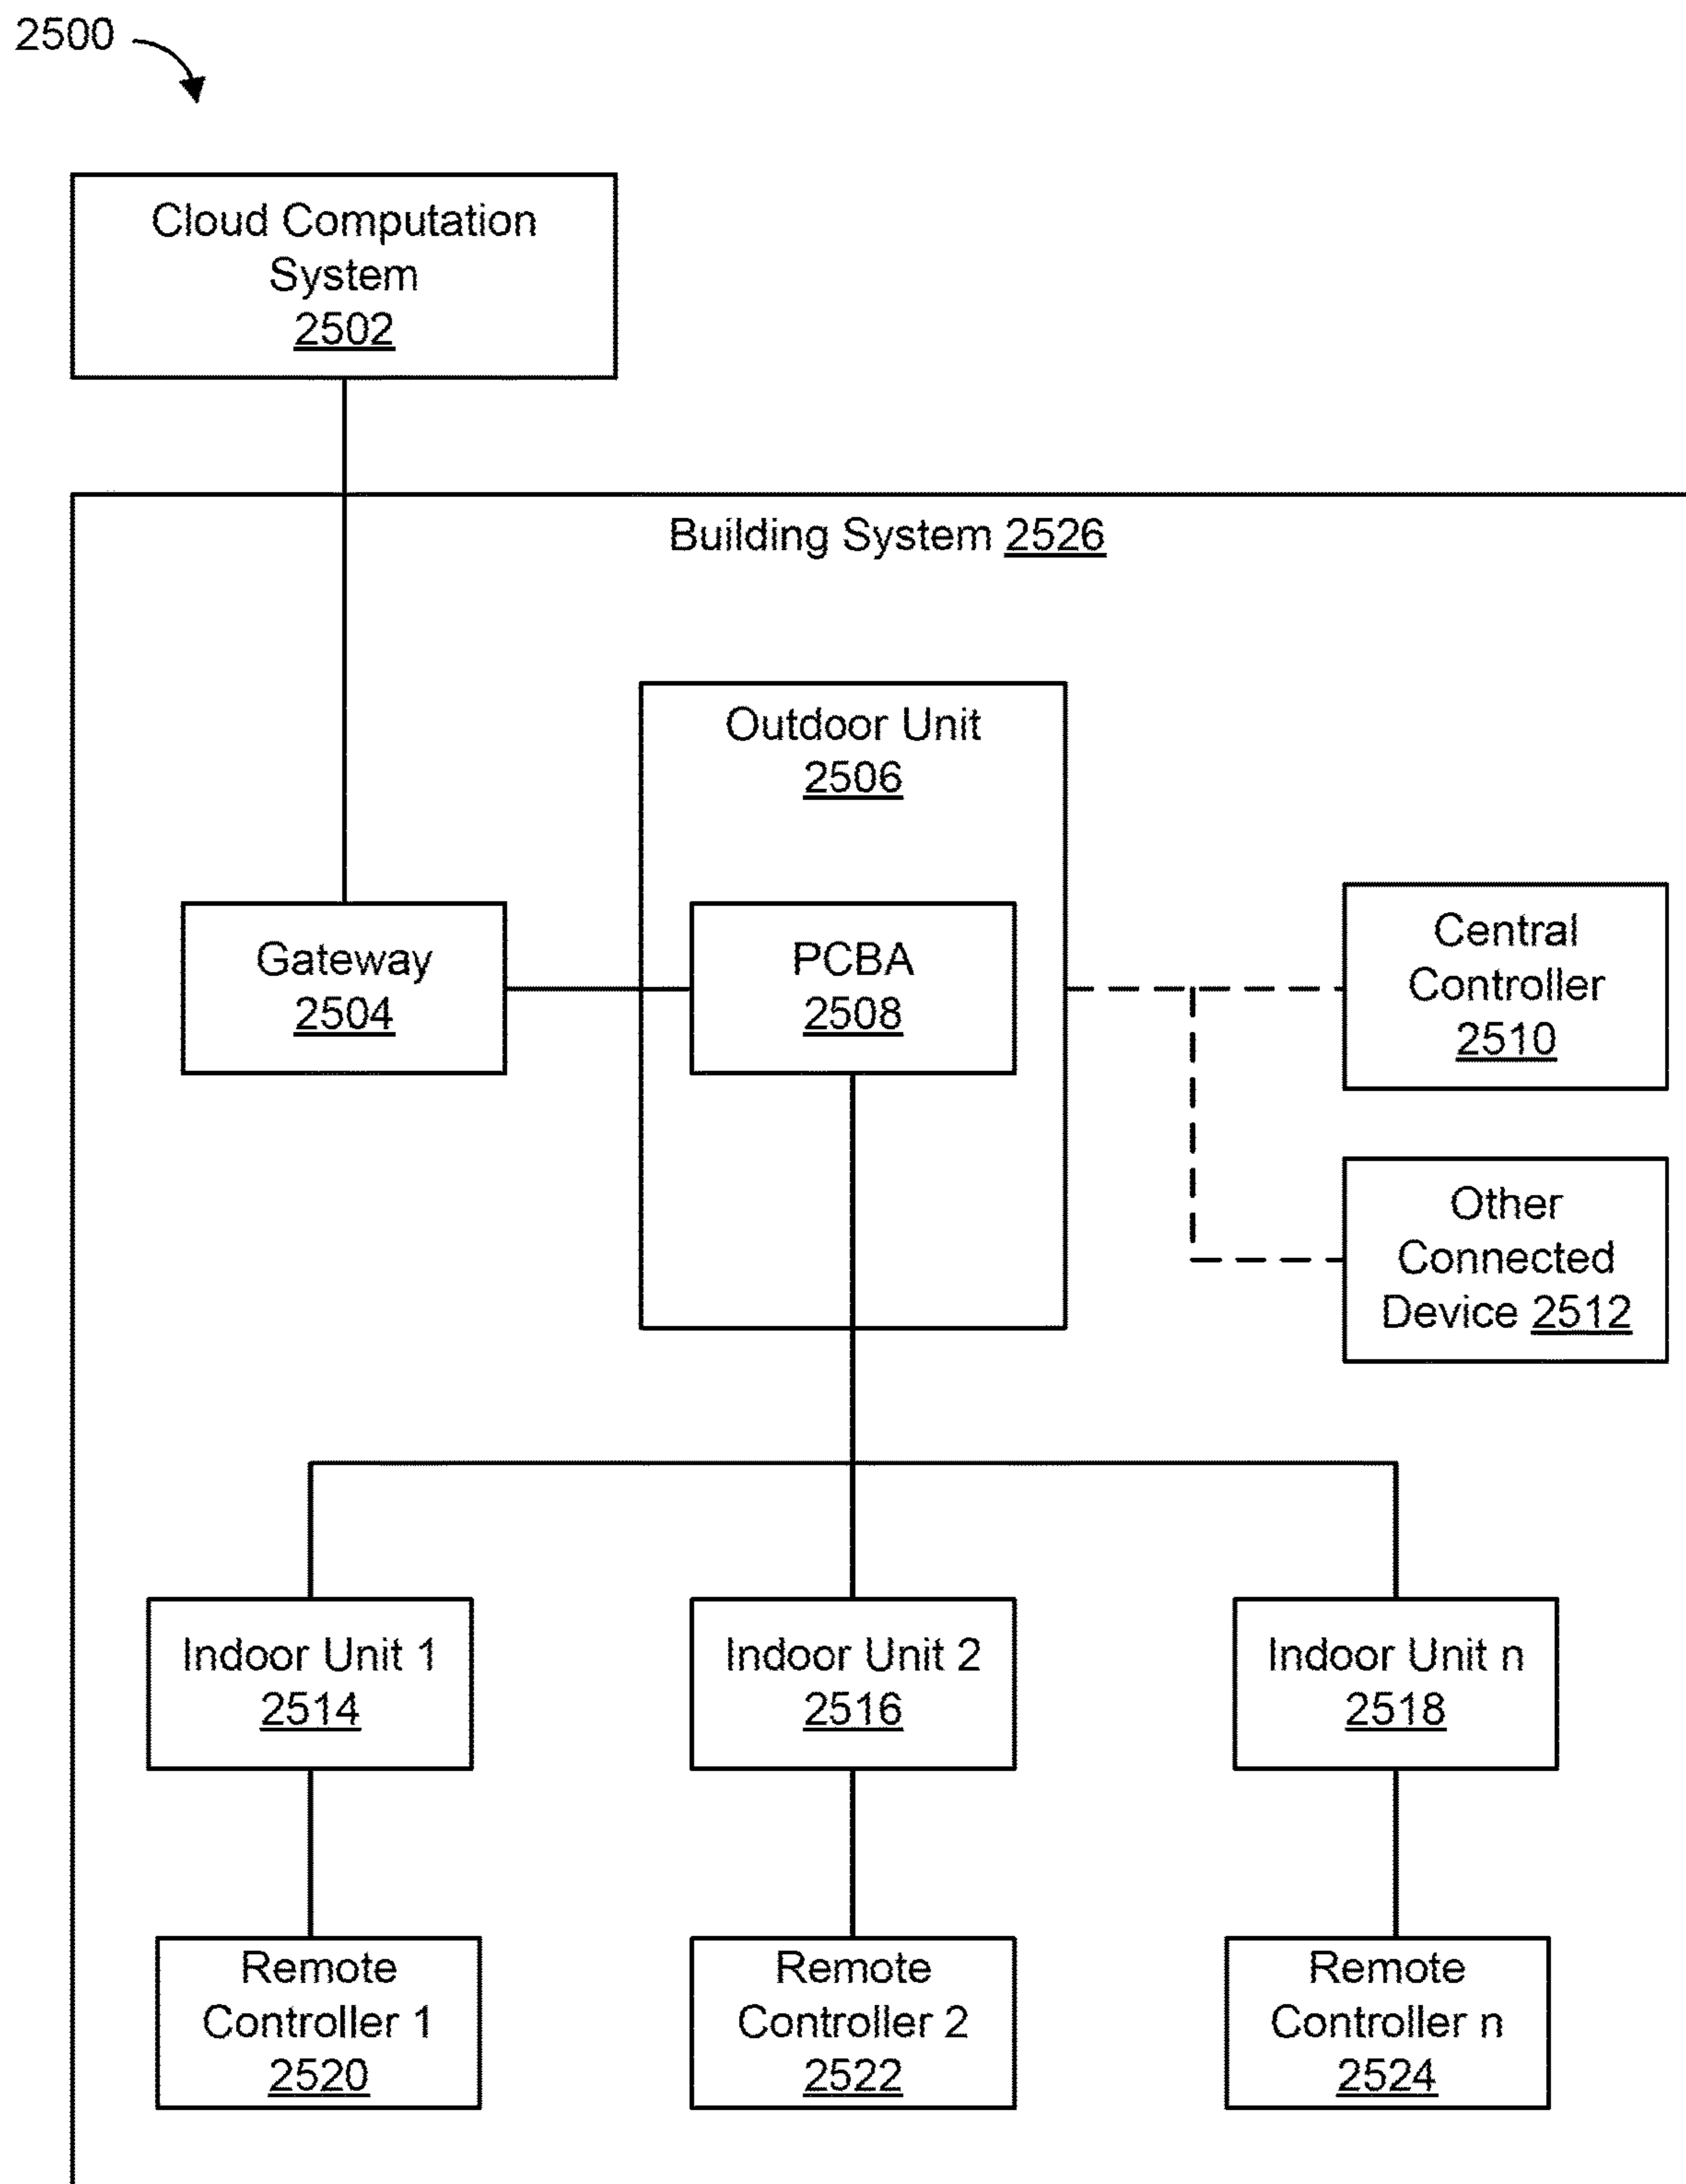 2500
Cloud Computation
System
2502
Building System 2526
Outdoor Unit
2506
Gateway
2504
PCBA
2508
Central
Controller
2510
Other
Connected
Device 2512
Indoor Unit 1
2514
Indoor Unit 2
2516
Indoor Unit n
2518
Remote
Controller 1
2520
Remote
Controller 2
2522
Remote
Controller n
2524